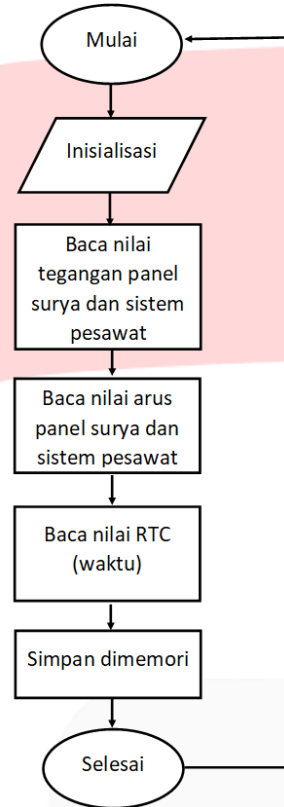 Mulai
Inisialisasi
Baca nilai
tegangan panel
surya dan sistem
pesawat
Baca nilai arus
panel surya dan
sistem pesawat
Baca nilai RTC
(waktu)
Simpan dimemori
Selesai